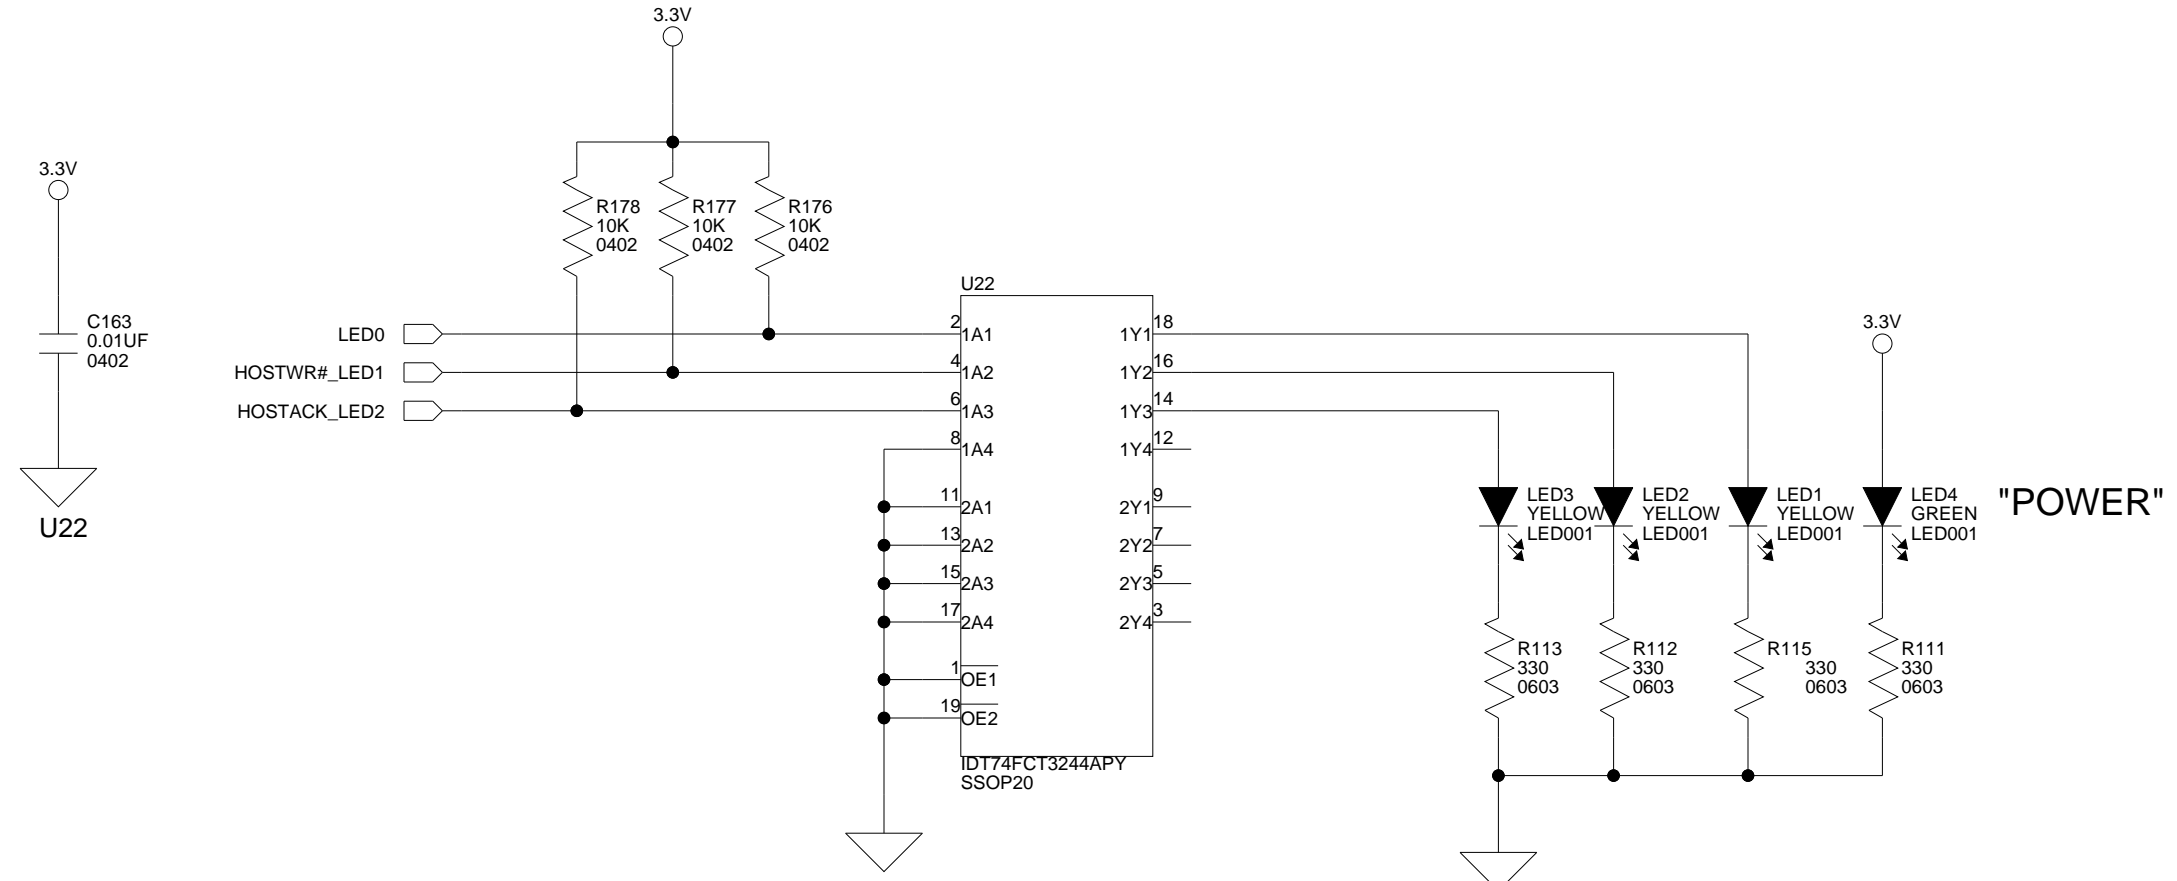 3.3V
3.3V
C163
0.01UF
0402
U22
R178
10K
0402
R177
10K
0402
R176
10K
0402
LED0
HOSTWR#_LED1
HOSTACK_LED2
U22
2 1A1
4 1A2
6 1A3
8 1A4
11 2A1
13 2A2
15 2A3
17 2A4
1 OE1
19 OE2
1Y1 18
1Y2 16
1Y3 14
1Y4 12
2Y1 9
2Y2 7
2Y3 5
2Y4 3
IDT74FCT3244APY
SSOP20
3.3V
LED3
YELLOW
LED001
LED2
YELLOW
LED001
LED1
YELLOW
LED001
LED4
GREEN
LED001
"POWER"
R113
330
0603
R112
330
0603
R115
330
0603
R111
330
0603